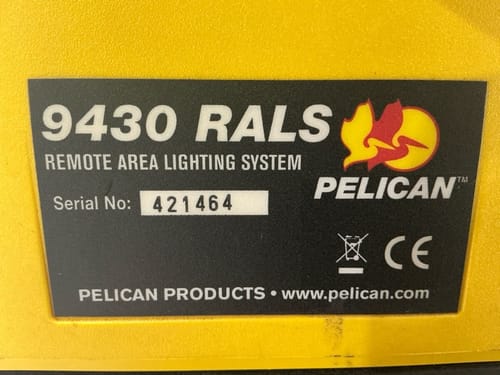 9430 RALS
REMOTE AREA LIGHTING SYSTEM
PELICAN™
Serial No: 421464
CE
PELICAN PRODUCTS • www.pelican.com